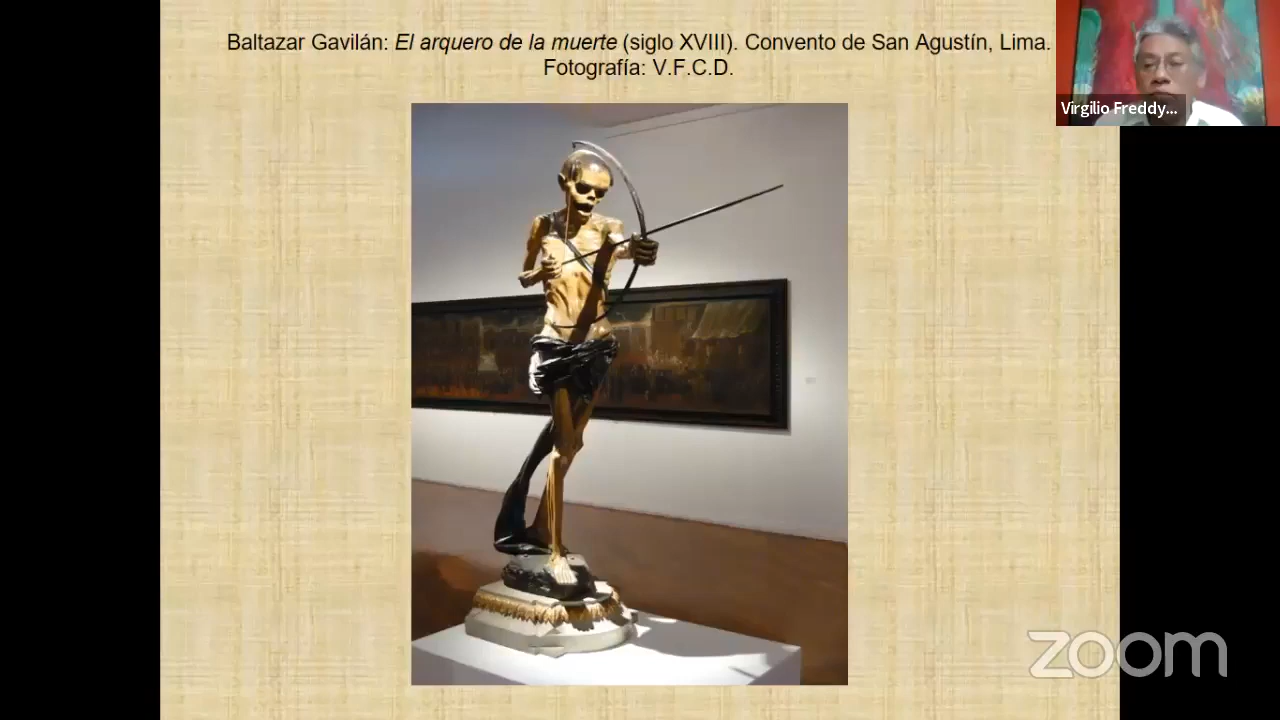 Baltazar Gavilán: El arquero de la muerte (siglo XVIII). Convento de San Agustín, Lima.
Fotografía: V.F.C.D.
Virgilio Freddy...
zoom